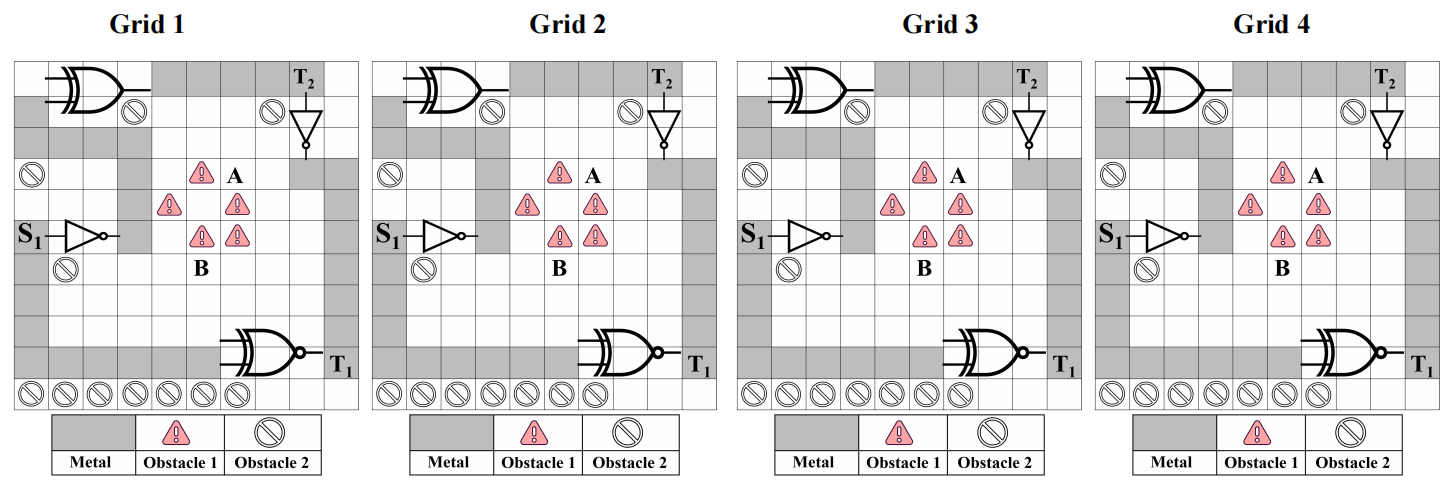 Grid 1 Grid 2 Grid 3 Grid 4
T2 T2 T2 T2
A A A A
S1 S1 S1 S1
B B B B
T1 T1 T1 T1
Metal Obstacle 1 Obstacle 2 Metal Obstacle 1 Obstacle 2 Metal Obstacle 1 Obstacle 2 Metal Obstacle 1 Obstacle 2